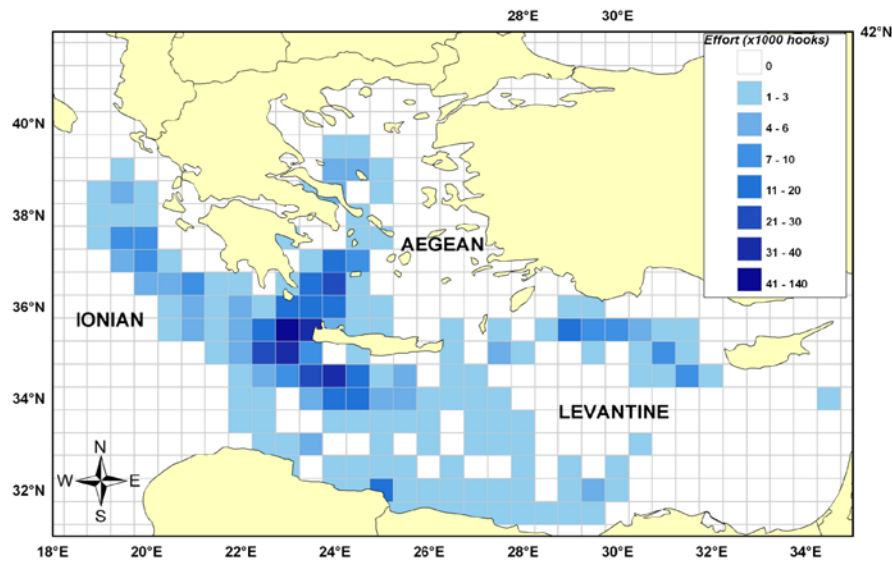 28°E 30°E
42°N
Effort (x1000 hooks)
0
1 - 3
4 - 6
7 - 10
11 - 20
21 - 30
31 - 40
41 - 140
40°N
38°N
AEGEAN
36°N
IONIAN
34°N
LEVANTINE
N
W E
S
32°N
18°E 20°E 22°E 24°E 26°E 28°E 30°E 32°E 34°E